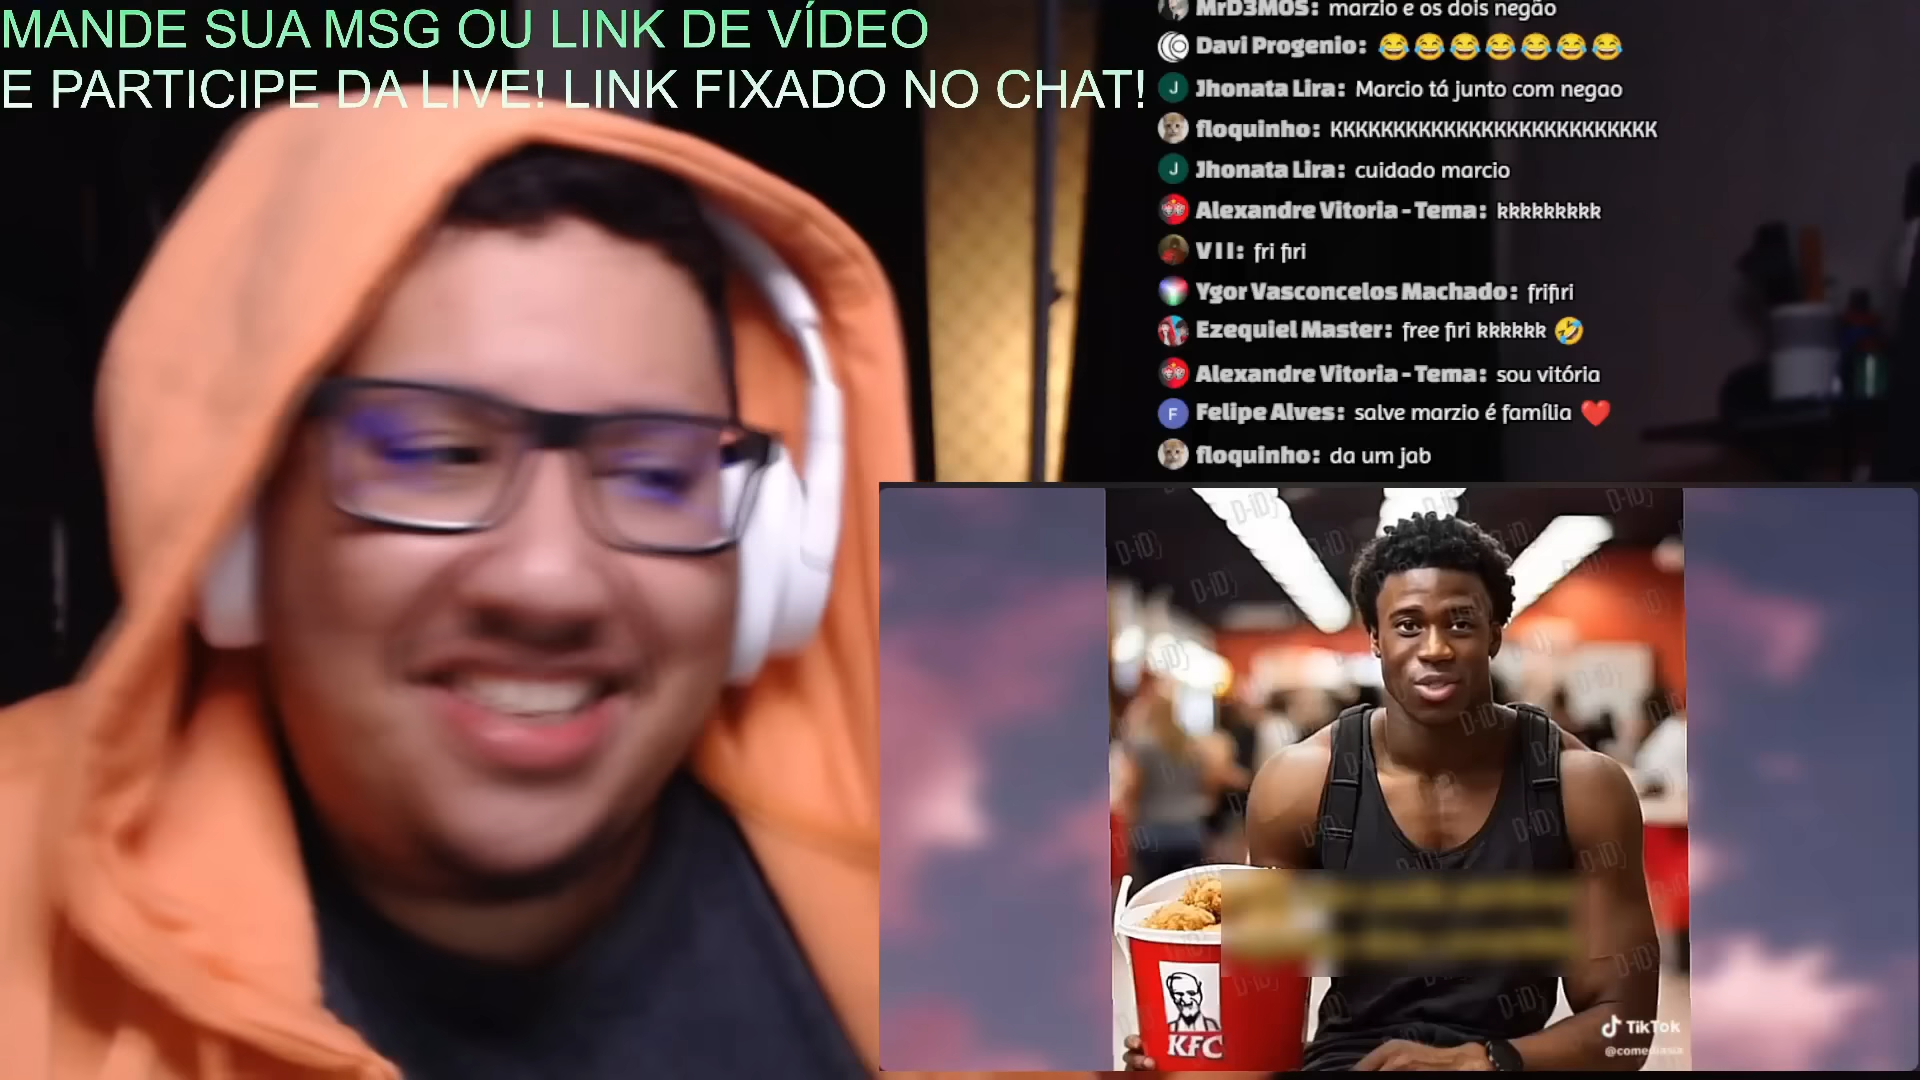 MANDE SUA MSG OU LINK DE VÍDEO
E PARTICIPE DA LIVE! LINK FIXADO NO CHAT!
MrD3MOS: marzio e os dois negão
Davi Progenio: 😂😂😂😂😂😂😂
J Jhonata Lira: Marcio tá junto com negao
floquinho: KKKKKKKKKKKKKKKKKKKKKKKKKK
J Jhonata Lira: cuidado marcio
Alexandre Vitoria - Tema: kkkkkkkkk
V I I: fri firi
Ygor Vasconcelos Machado: frifiri
Ezequiel Master: free firi kkkkkk 🤣
Alexandre Vitoria - Tema: sou vitória
F Felipe Alves: salve marzio é família ❤️
floquinho: da um jab
D-iD
KFC
TikTok